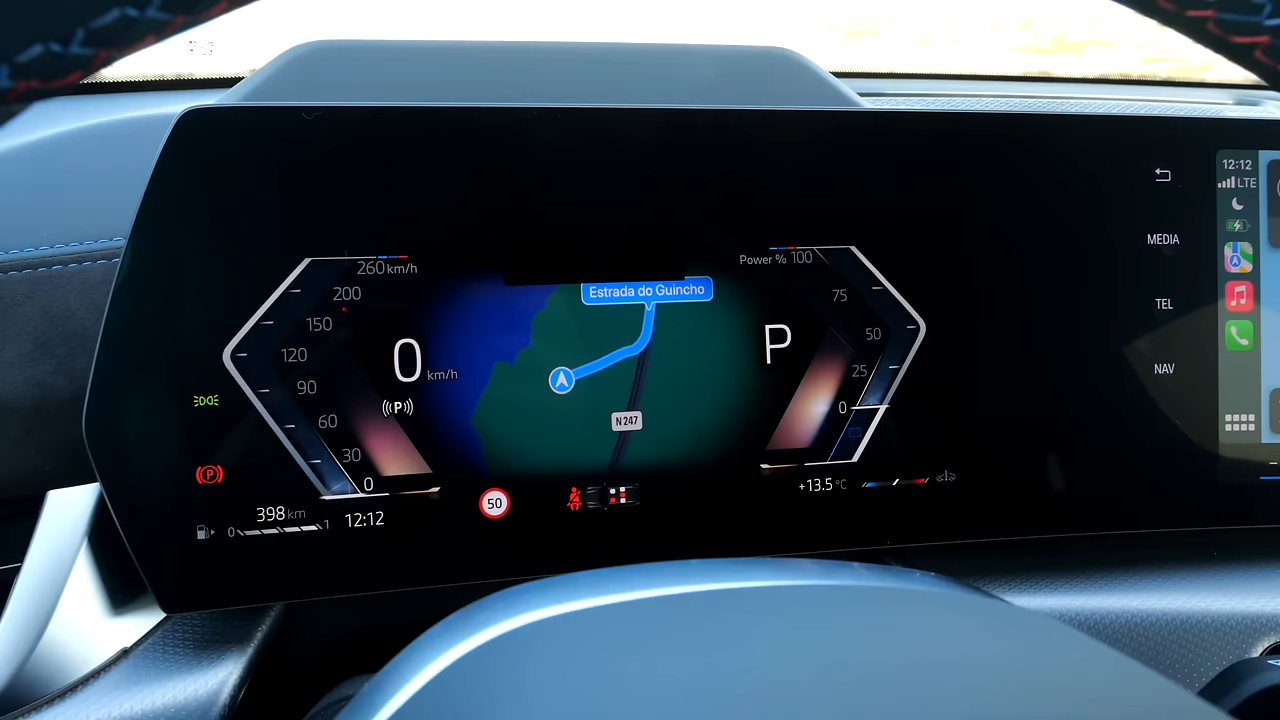 260 km/h
200
150
120
90
60
30
0
0 km/h
((P))
(P)
398 km
0 1
12:12
50
Estrada do Guincho
N 247
Power % 100
75
50
25
0
P
+13.5 °C
MEDIA
TEL
NAV
12:12
LTE